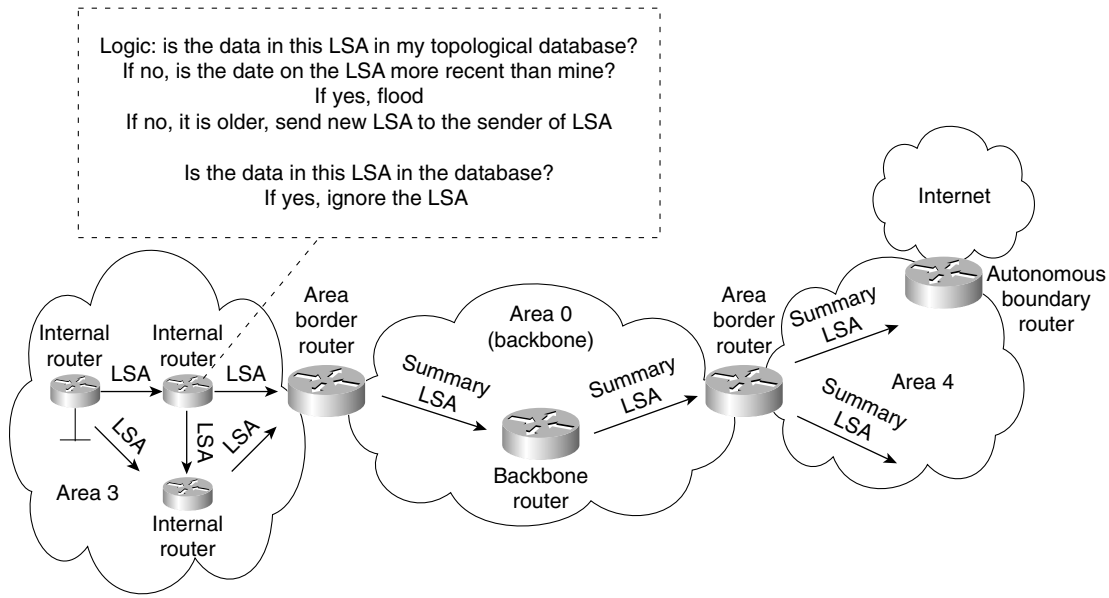 Logic: is the data in this LSA in my topological database?
If no, is the date on the LSA more recent than mine?
If yes, flood
If no, it is older, send new LSA to the sender of LSA
Is the data in this LSA in the database?
If yes, ignore the LSA
Internet
Autonomous
boundary
router
Area
border
router
Area 0
(backbone)
Area
border
router
Summary
LSA
Internal
router
Internal
router
LSA
LSA
Summary
LSA
Summary
LSA
Area 4
Summary
LSA
LSA
LSA
LSA
Area 3
Internal
router
Backbone
router